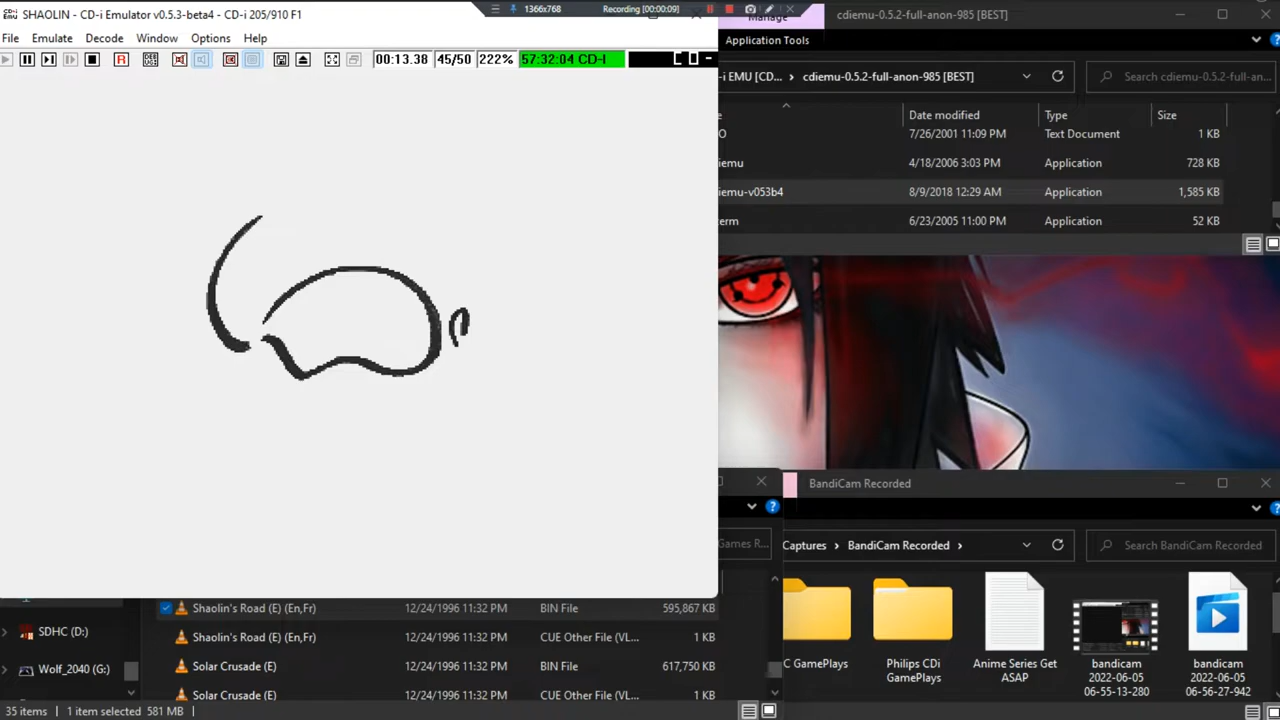 SHAOLIN - CD-i Emulator v0.5.3-beta4 - CD-i 205/910 F1
File Emulate Decode Window Options Help
00:13.38 45/50 222% 57:32:04 CD-I
1366x768 Recording [00:00:09]
Manage cdiemu-0.5.2-full-anon-985 [BEST]
Application Tools
-i EMU [CD... > cdiemu-0.5.2-full-anon-985 [BEST] Search cdiemu-0.5.2-full-an...
Date modified Type Size
O 7/26/2001 11:09 PM Text Document 1 KB
iemu 4/18/2006 3:03 PM Application 728 KB
iemu-v053b4 8/9/2018 12:29 AM Application 1,585 KB
term 6/23/2005 11:00 PM Application 52 KB
BandiCam Recorded
Games R...
Captures > BandiCam Recorded > Search BandiCam Recorded
Shaolin's Road (E) (En,Fr) 12/24/1996 11:32 PM BIN File 595,867 KB
Shaolin's Road (E) (En,Fr) 12/24/1996 11:32 PM CUE Other File (VL... 1 KB
Solar Crusade (E) 12/24/1996 11:32 PM BIN File 617,750 KB
Solar Crusade (E) 12/24/1996 11:32 PM CUE Other File (VL... 1 KB
SDHC (D:)
Wolf_2040 (G:)
35 items 1 item selected 581 MB
C GamePlays
Philips CDi
GamePlays
Anime Series Get
ASAP
bandicam
2022-06-05
06-55-13-280
bandicam
2022-06-05
06-56-27-942